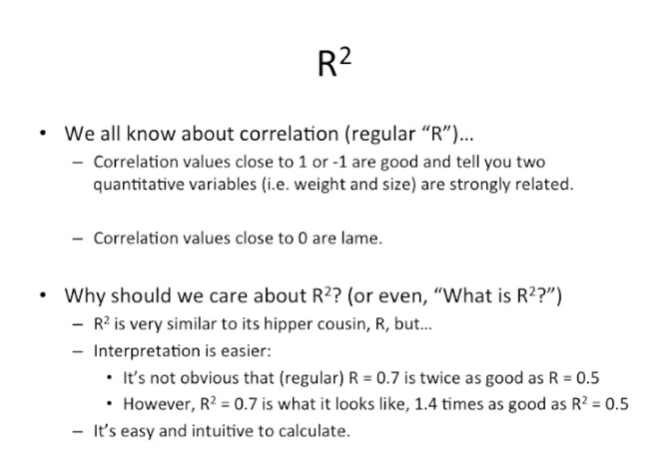 R²
• We all know about correlation (regular “R”)...
– Correlation values close to 1 or -1 are good and tell you two
quantitative variables (i.e. weight and size) are strongly related.
– Correlation values close to 0 are lame.
• Why should we care about R²? (or even, “What is R²?”)
– R² is very similar to its hipper cousin, R, but...
– Interpretation is easier:
• It’s not obvious that (regular) R = 0.7 is twice as good as R = 0.5
• However, R² = 0.7 is what it looks like, 1.4 times as good as R² = 0.5
– It’s easy and intuitive to calculate.